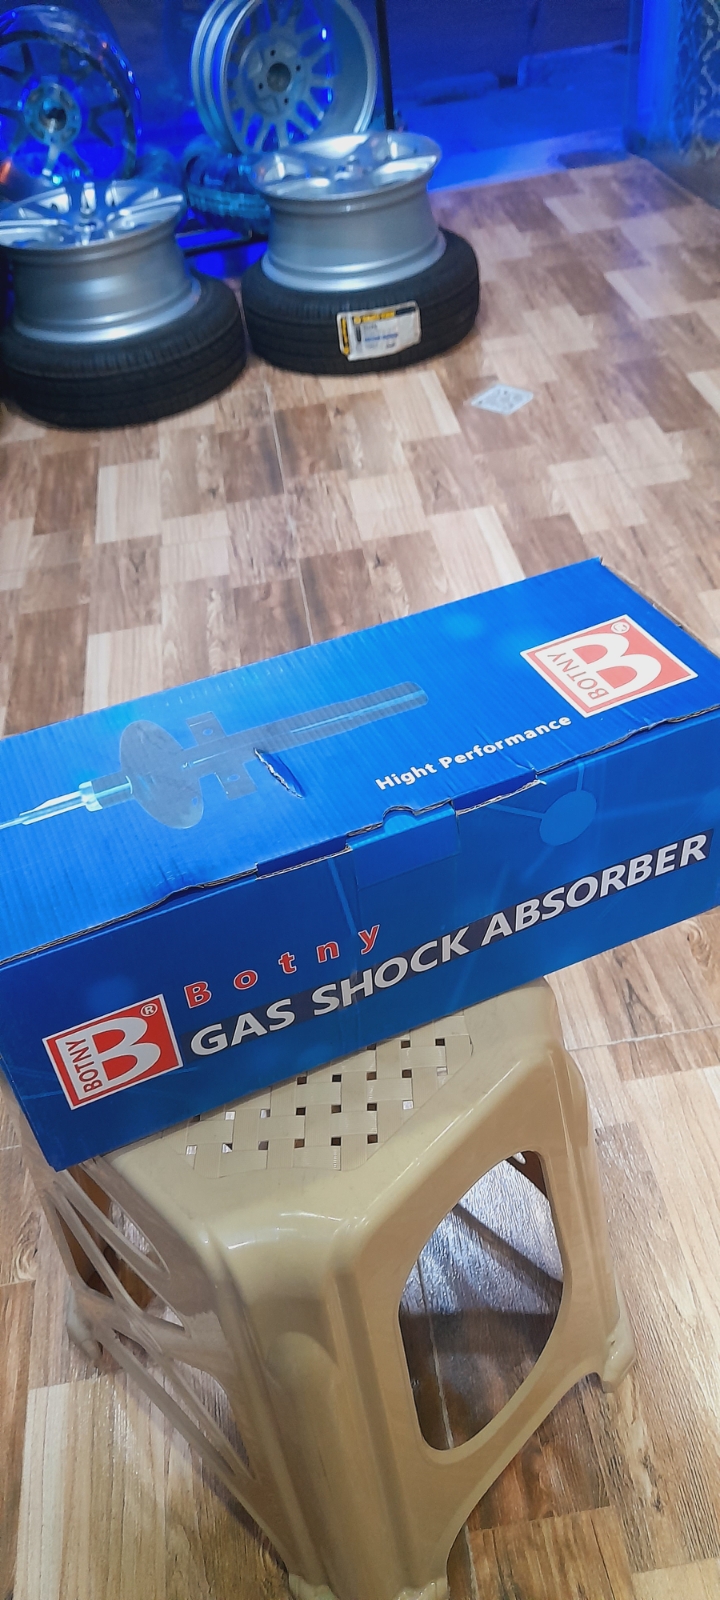 BOTNY
B
®
Hight Performance
Botny
GAS SHOCK ABSORBER
BOTNY
B
®